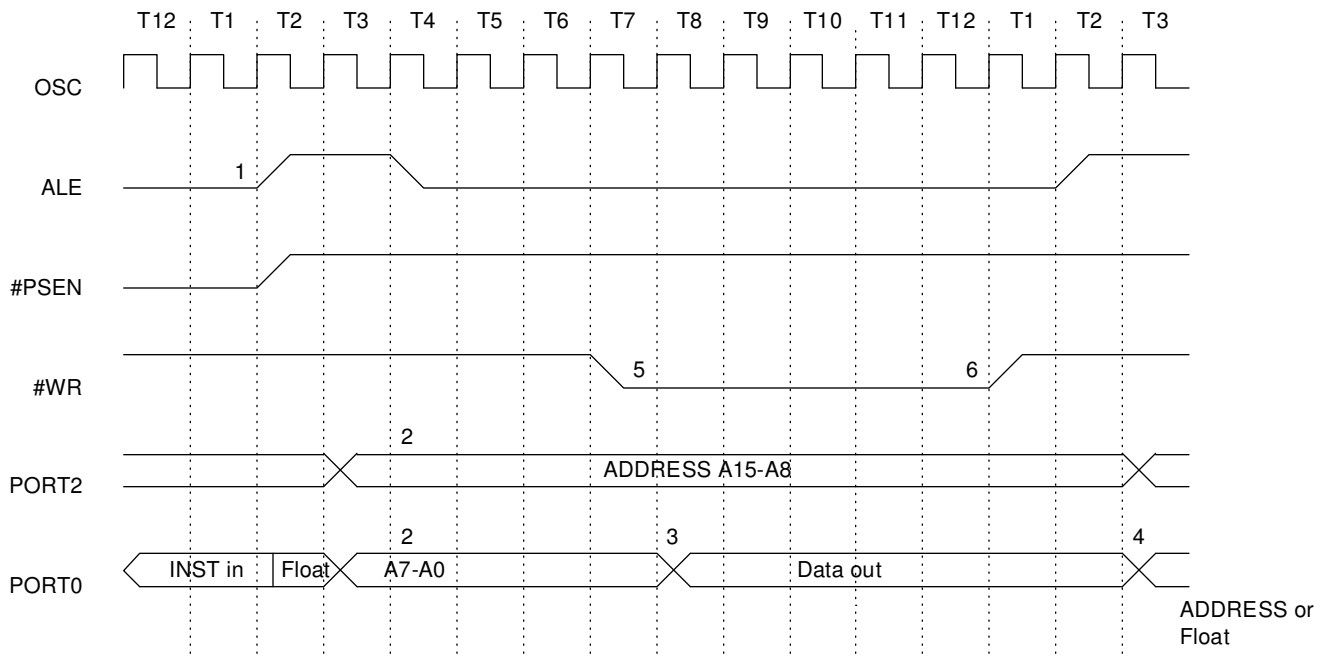 T12 T1 T2 T3 T4 T5 T6 T7 T8 T9 T10 T11 T12 T1 T2 T3
OSC
1
ALE
#PSEN
5 6
#WR
2
ADDRESS A15-A8
PORT2
2 3 4
INST in Float A7-A0 Data out
PORT0
ADDRESS or
Float